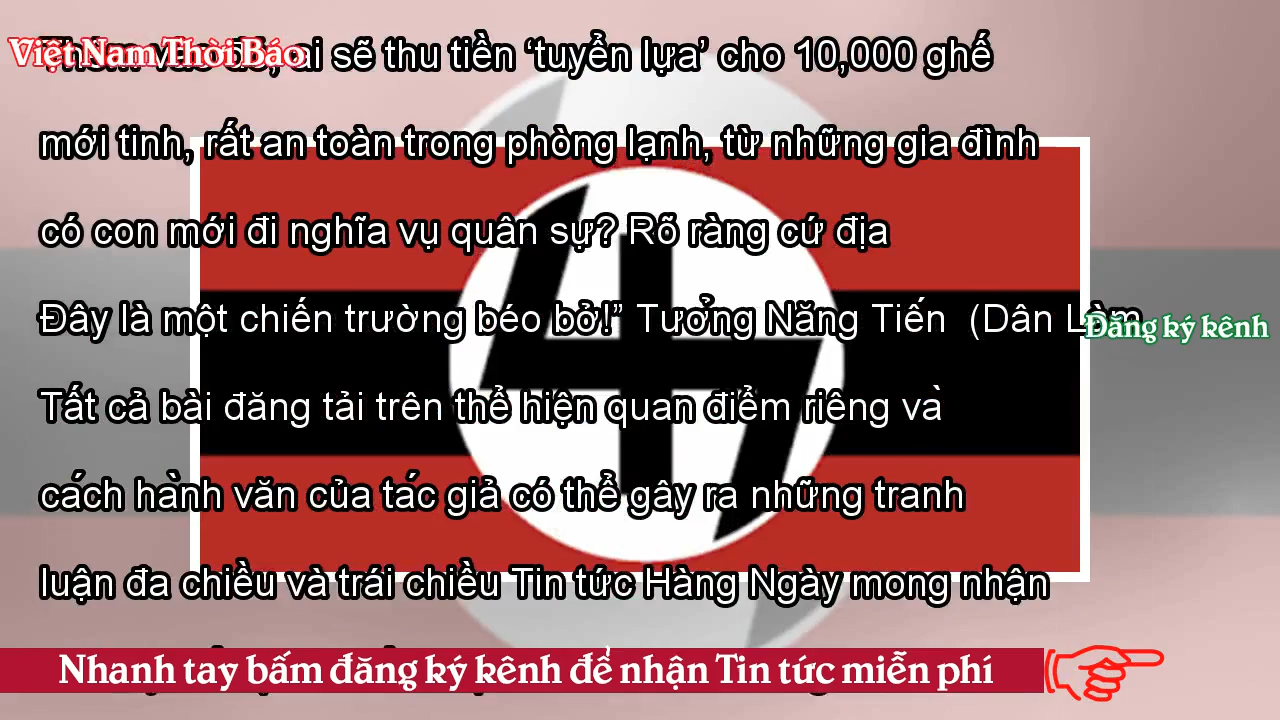 Việt Nam Thời Báo
ai sẽ thu tiền ‘tuyển lựa’ cho 10,000 ghế
mới tinh, rất an toàn trong phòng lạnh, từ những gia đình
có con mới đi nghĩa vụ quân sự? Rõ ràng cứ địa
Đây là một chiến trường béo bở!” Tưởng Năng Tiến (Dân Làm
Đăng ký kênh
Tất cả bài đăng tải trên thể hiện quan điểm riêng và
cách hành văn của tác giả có thể gây ra những tranh
luận đa chiều và trái chiều Tin tức Hàng Ngày mong nhận
Nhanh tay bấm đăng ký kênh để nhận Tin tức miễn phí